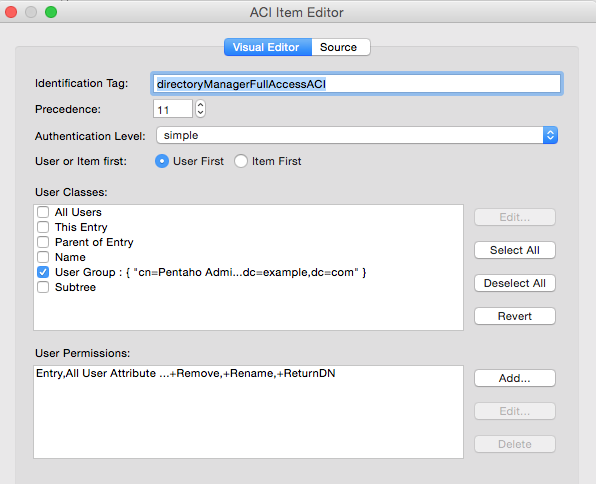 ACI Item Editor
Visual Editor Source
Identification Tag: directoryManagerFullAccessACI
Precedence: 11
Authentication Level: simple
User or Item first: User First Item First
User Classes:
All Users
This Entry
Parent of Entry
Name
User Group : { "cn=Pentaho Admi...dc=example,dc=com" }
Subtree
Edit...
Select All
Deselect All
Revert
User Permissions:
Entry,All User Attribute ...+Remove,+Rename,+ReturnDN
Add...
Edit...
Delete